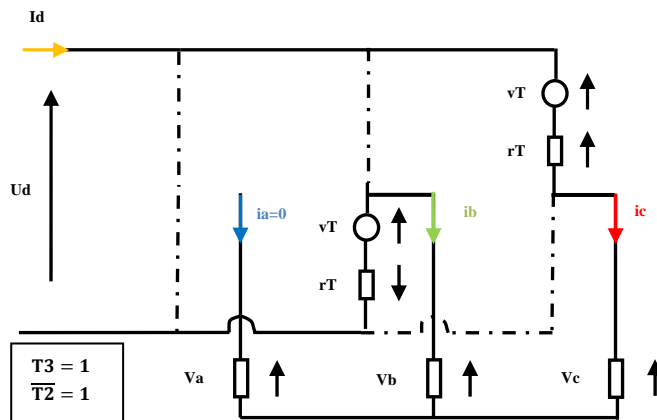 Id
vT
rT
Ud
ia=0
ib
ic
vT
rT
T3 = 1
T2̅ = 1
Va
Vb
Vc